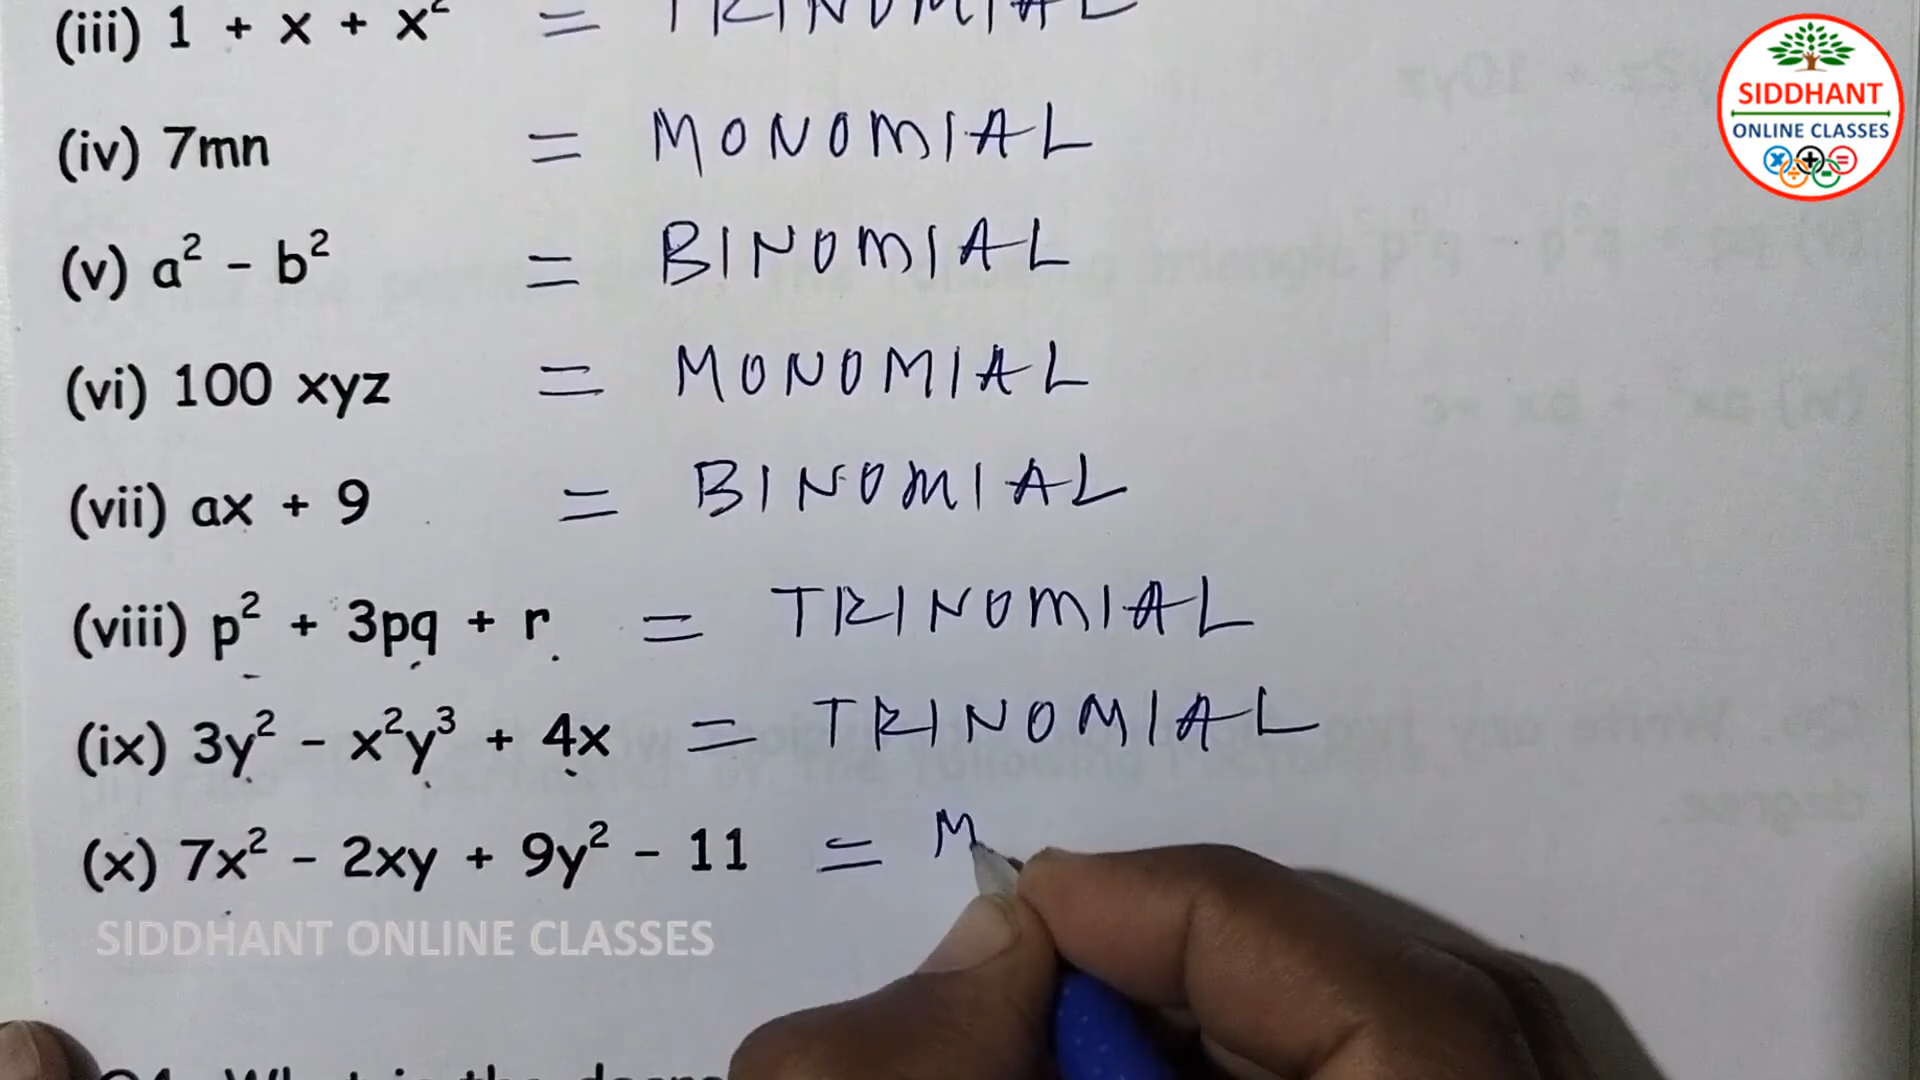 (iii) 1 + x + x² = TRINOMIAL
(iv) 7mn = MONOMIAL
(v) a² - b² = BINOMIAL
(vi) 100 xyz = MONOMIAL
(vii) ax + 9 = BINOMIAL
(viii) p² + 3pq + r = TRINOMIAL
(ix) 3y² - x²y³ + 4x = TRINOMIAL
(x) 7x² - 2xy + 9y² - 11 = M
SIDDHANT ONLINE CLASSES
SIDDHANT
ONLINE CLASSES